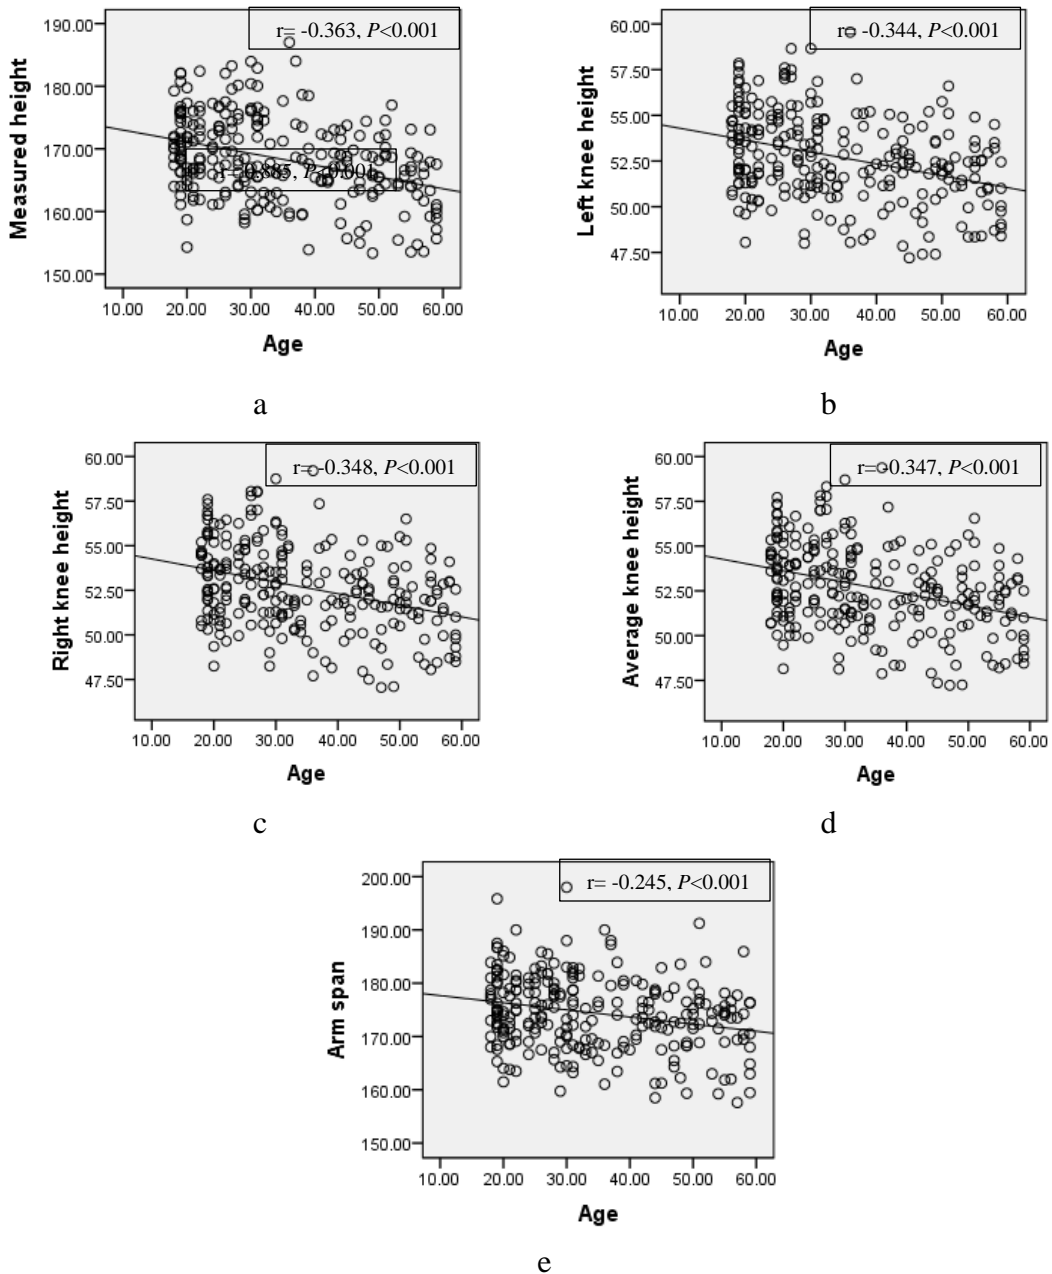 r= -0.363, P<0.001
190.00
180.00
170.00
160.00
150.00
Measured height
10.00 20.00 30.00 40.00 50.00 60.00
Age
a
r= -0.344, P<0.001
60.00
57.50
55.00
52.50
50.00
47.50
Left knee height
10.00 20.00 30.00 40.00 50.00 60.00
Age
b
r= -0.348, P<0.001
60.00
57.50
55.00
52.50
50.00
47.50
Right knee height
10.00 20.00 30.00 40.00 50.00 60.00
Age
c
r= -0.347, P<0.001
60.00
57.50
55.00
52.50
50.00
47.50
Average knee height
10.00 20.00 30.00 40.00 50.00 60.00
Age
d
r= -0.245, P<0.001
200.00
190.00
180.00
170.00
160.00
150.00
Arm span
10.00 20.00 30.00 40.00 50.00 60.00
Age
e